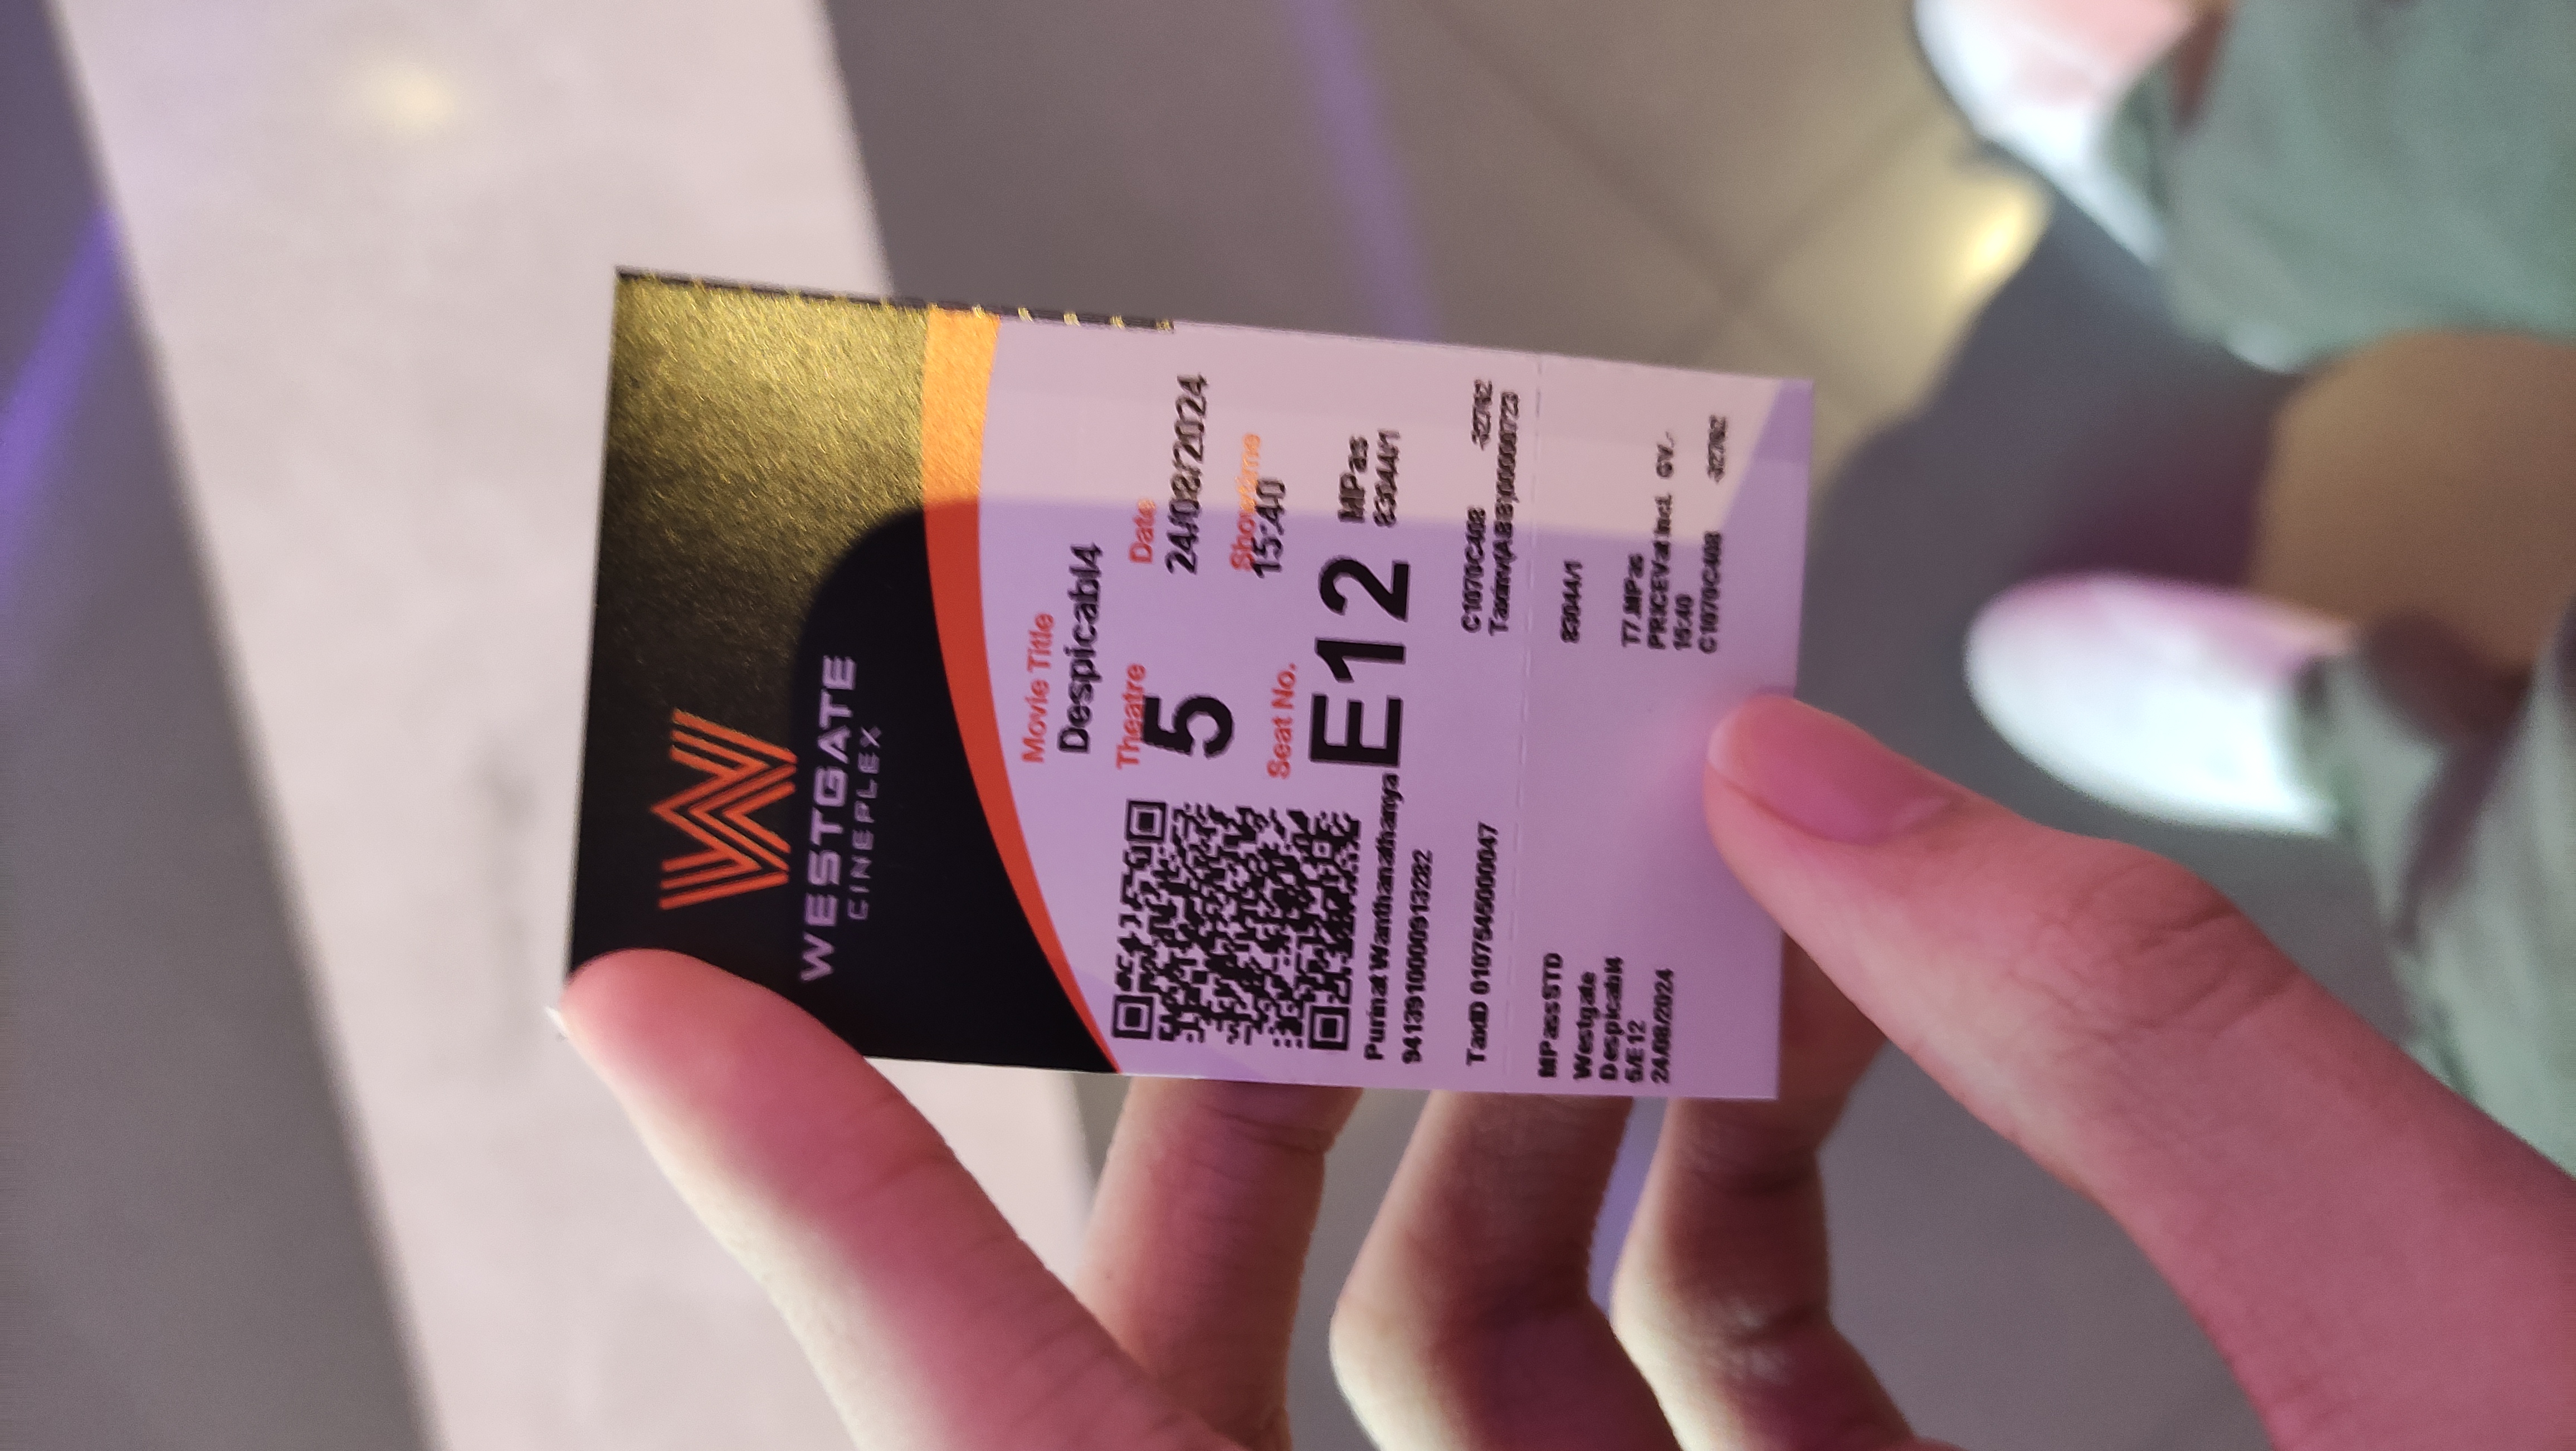 WESTGATE
CINEPLEX
Movie Title
Despicabl4
Theatre
5
Date
24/08/2024
Showtime
15:40
Seat No.
E12
MPas
83044/1
Purinat Wanthanathanya
9413910000913282
TaxID 0107545000047
C1070C408 -32762
TaxInv(ABB)00000723
MPassSTD
83044/1
Westgate
Despicabl4
5/E12
24/08/2024
T7.MPas
PRICEVat Incl. GV.-
15:40
C1070C408 -32762